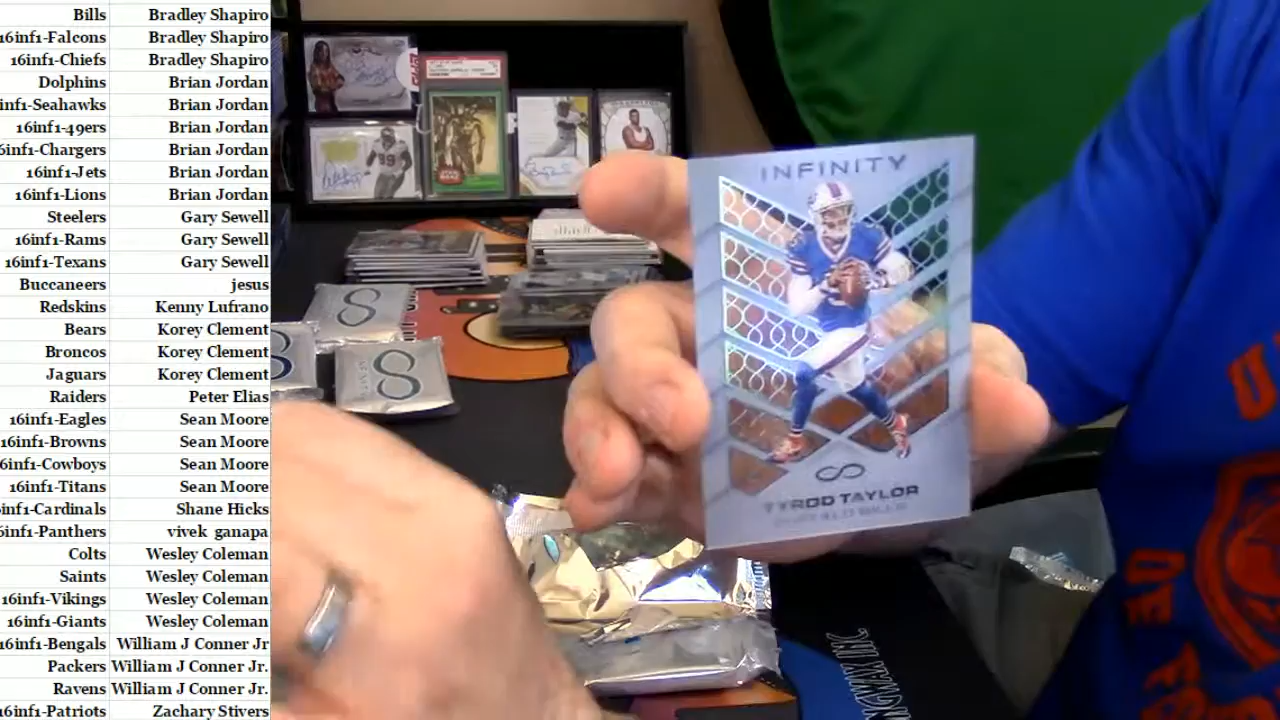 Bills Bradley Shapiro
16inf1-Falcons Bradley Shapiro
16inf1-Chiefs Bradley Shapiro
Dolphins Brian Jordan
inf1-Seahawks Brian Jordan
16inf1-49ers Brian Jordan
6inf1-Chargers Brian Jordan
16inf1-Jets Brian Jordan
16inf1-Lions Brian Jordan
Steelers Gary Sewell
16inf1-Rams Gary Sewell
16inf1-Texans Gary Sewell
Buccaneers jesus
Redskins Kenny Lufrano
Bears Korey Clement
Broncos Korey Clement
Jaguars Korey Clement
Raiders Peter Elias
16inf1-Eagles Sean Moore
16inf1-Browns Sean Moore
6inf1-Cowboys Sean Moore
16inf1-Titans Sean Moore
inf1-Cardinals Shane Hicks
16inf1-Panthers vivek ganapa
Colts Wesley Coleman
Saints Wesley Coleman
16inf1-Vikings Wesley Coleman
16inf1-Giants Wesley Coleman
16inf1-Bengals William J Conner Jr
Packers William J Conner Jr.
Ravens William J Conner Jr.
16inf1-Patriots Zachary Stivers
INFINITY
TYROD TAYLOR